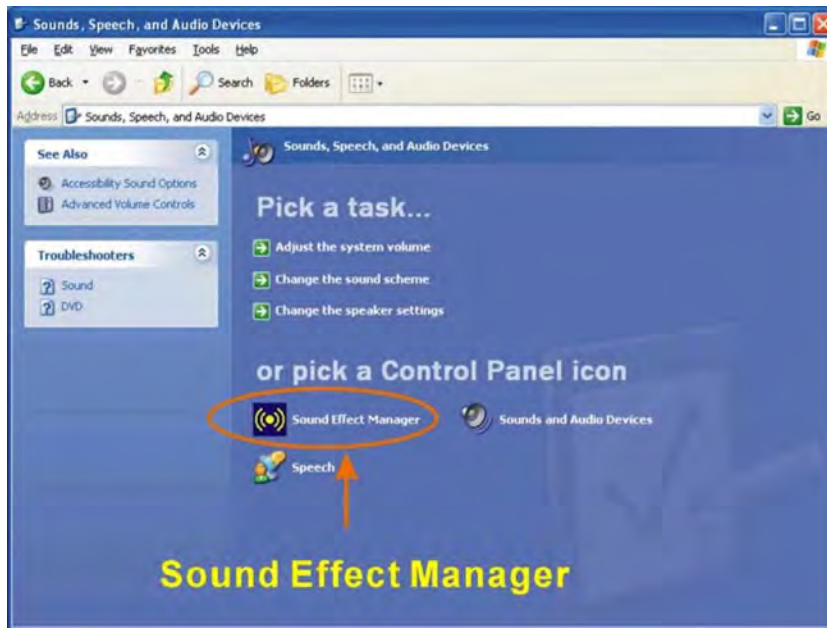 Sounds, Speech, and Audio Devices
File Edit View Favorites Tools Help
Back Search Folders
Address Sounds, Speech, and Audio Devices Go
See Also
Accessibility Sound Options
Advanced Volume Controls
Troubleshooters
Sound
DVD
Sounds, Speech, and Audio Devices
Pick a task...
Adjust the system volume
Change the sound scheme
Change the speaker settings
or pick a Control Panel icon
Sound Effect Manager
Sounds and Audio Devices
Speech
Sound Effect Manager